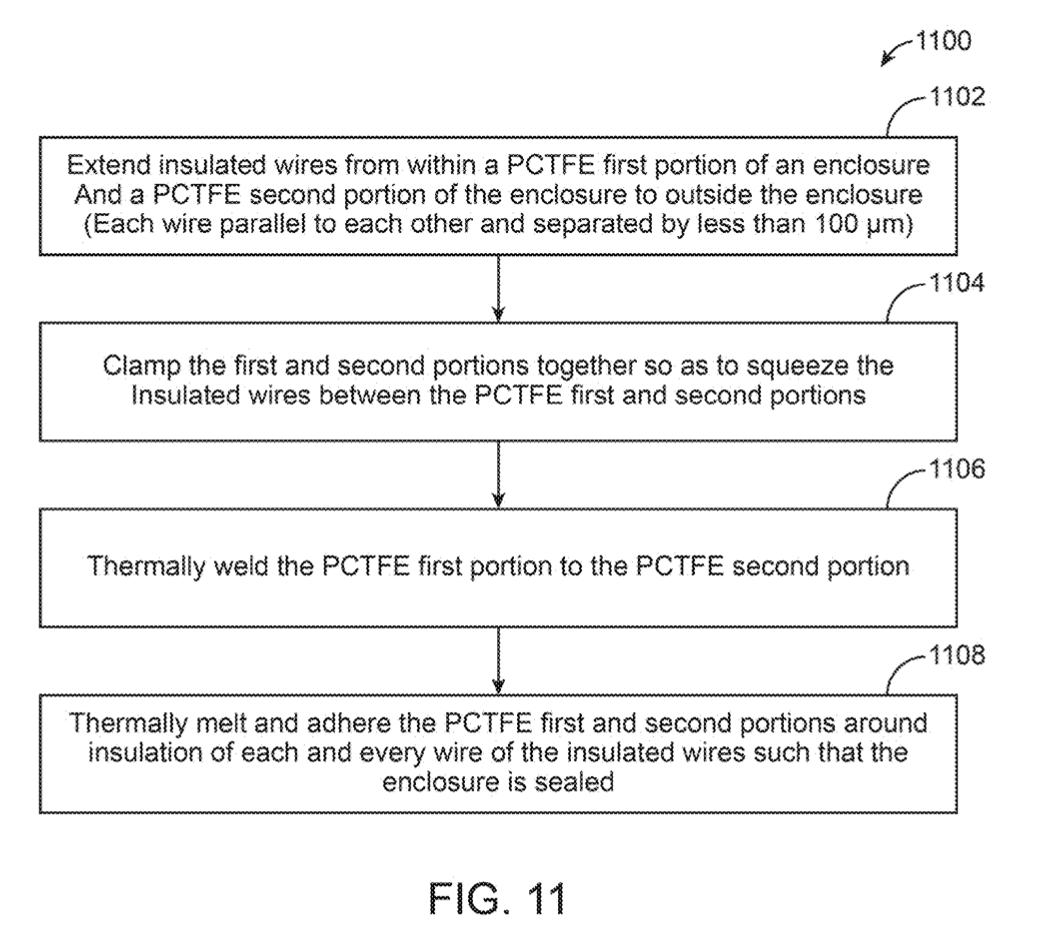 1100
1102
Extend insulated wires from within a PCTFE first portion of an enclosure
And a PCTFE second portion of the enclosure to outside the enclosure
(Each wire parallel to each other and separated by less than 100 µm)
1104
Clamp the first and second portions together so as to squeeze the
Insulated wires between the PCTFE first and second portions
1106
Thermally weld the PCTFE first portion to the PCTFE second portion
1108
Thermally melt and adhere the PCTFE first and second portions around
insulation of each and every wire of the insulated wires such that the
enclosure is sealed
FIG. 11